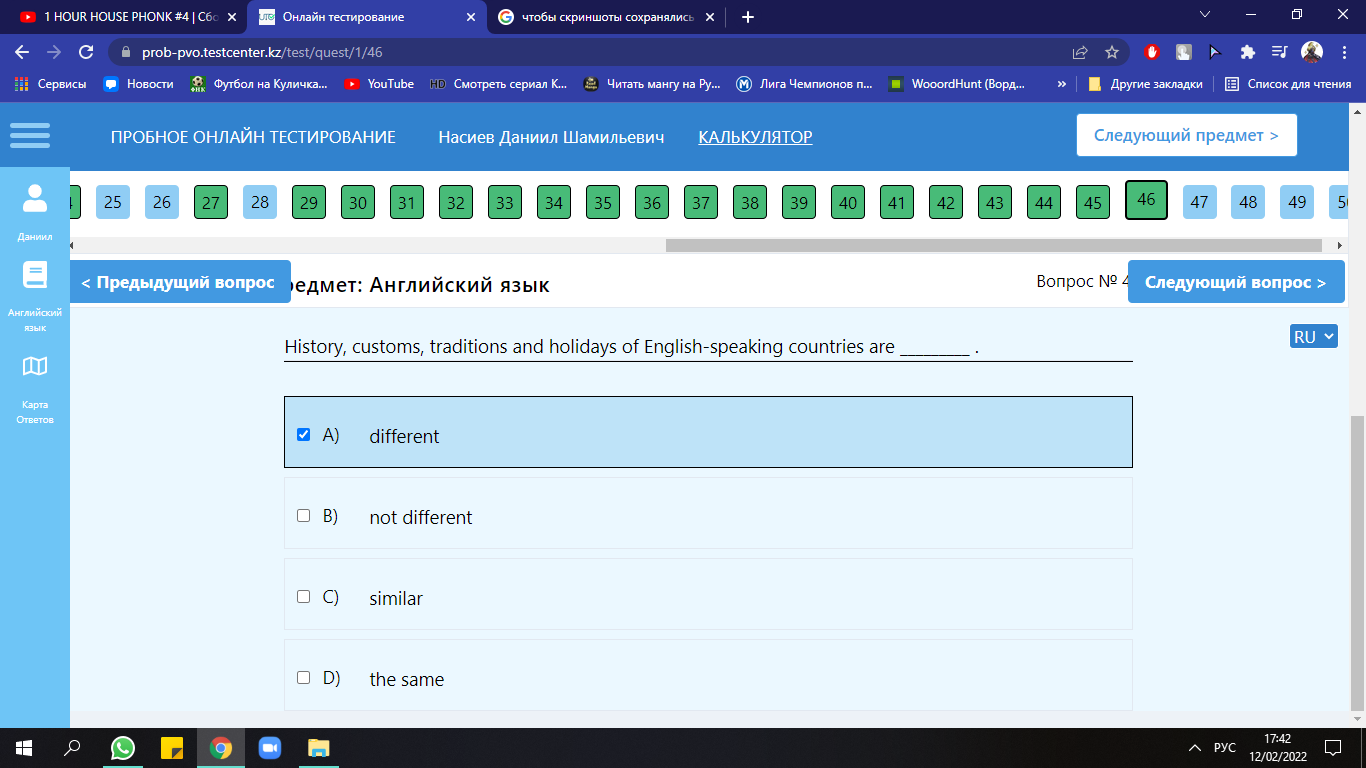 1 HOUR HOUSE PHONK #4 | Сбо
Онлайн тестирование
чтобы скриншоты сохранялись
prob-pvo.testcenter.kz/test/quest/1/46
Сервисы
Новости
Футбол на Куличка...
YouTube
HD Смотреть сериал К...
Читать мангу на Ру...
Лига Чемпионов п...
WooordHunt (Ворд...
»
Другие закладки
Список для чтения
ПРОБНОЕ ОНЛАЙН ТЕСТИРОВАНИЕ
Насиев Даниил Шамильевич
КАЛЬКУЛЯТОР
Следующий предмет >
25 26 27 28 29 30 31 32 33 34 35 36 37 38 39 40 41 42 43 44 45 46 47 48 49 50
Даниил
Английский
язык
Карта
Ответов
< Предыдущий вопрос
редмет: Английский язык
Вопрос № 4
Следующий вопрос >
RU
History, customs, traditions and holidays of English-speaking countries are _________ .
A) different
B) not different
C) similar
D) the same
РУС
17:42
12/02/2022